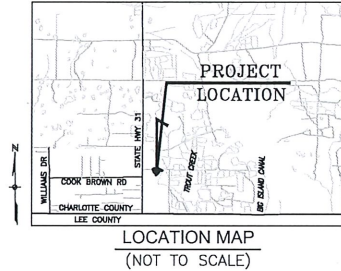 PROJECT
LOCATION
STATE HWY 31
WILLIAMS DR
TROUT CREEK
BIG ISLAND CANAL
COOK BROWN RD
CHARLOTTE COUNTY
LEE COUNTY
N
LOCATION MAP
(NOT TO SCALE)